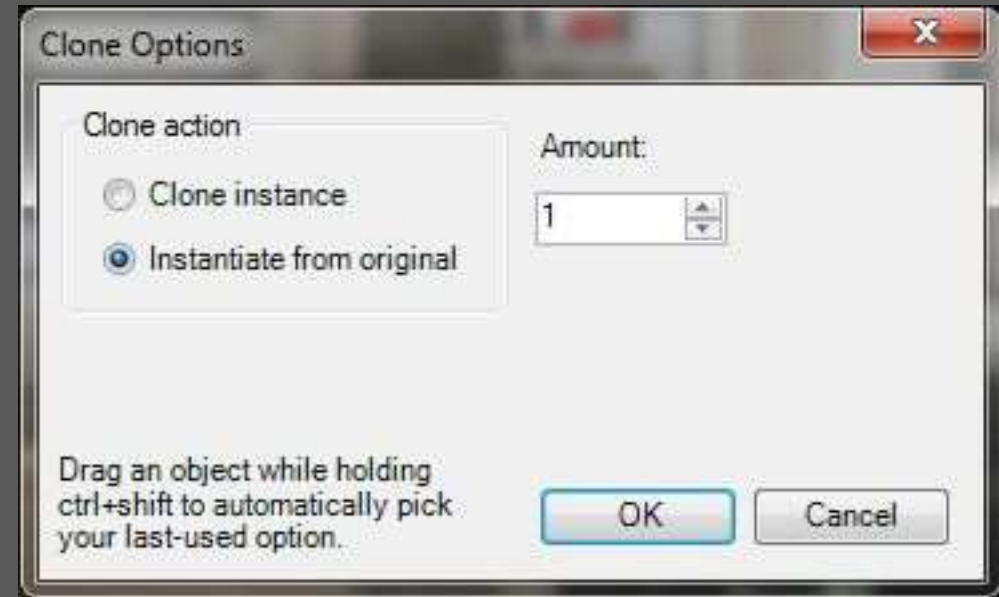 Clone Options
Clone action
Clone instance
Instantiate from original
Amount:
1
Drag an object while holding
ctrl+shift to automatically pick
your last-used option.
OK
Cancel